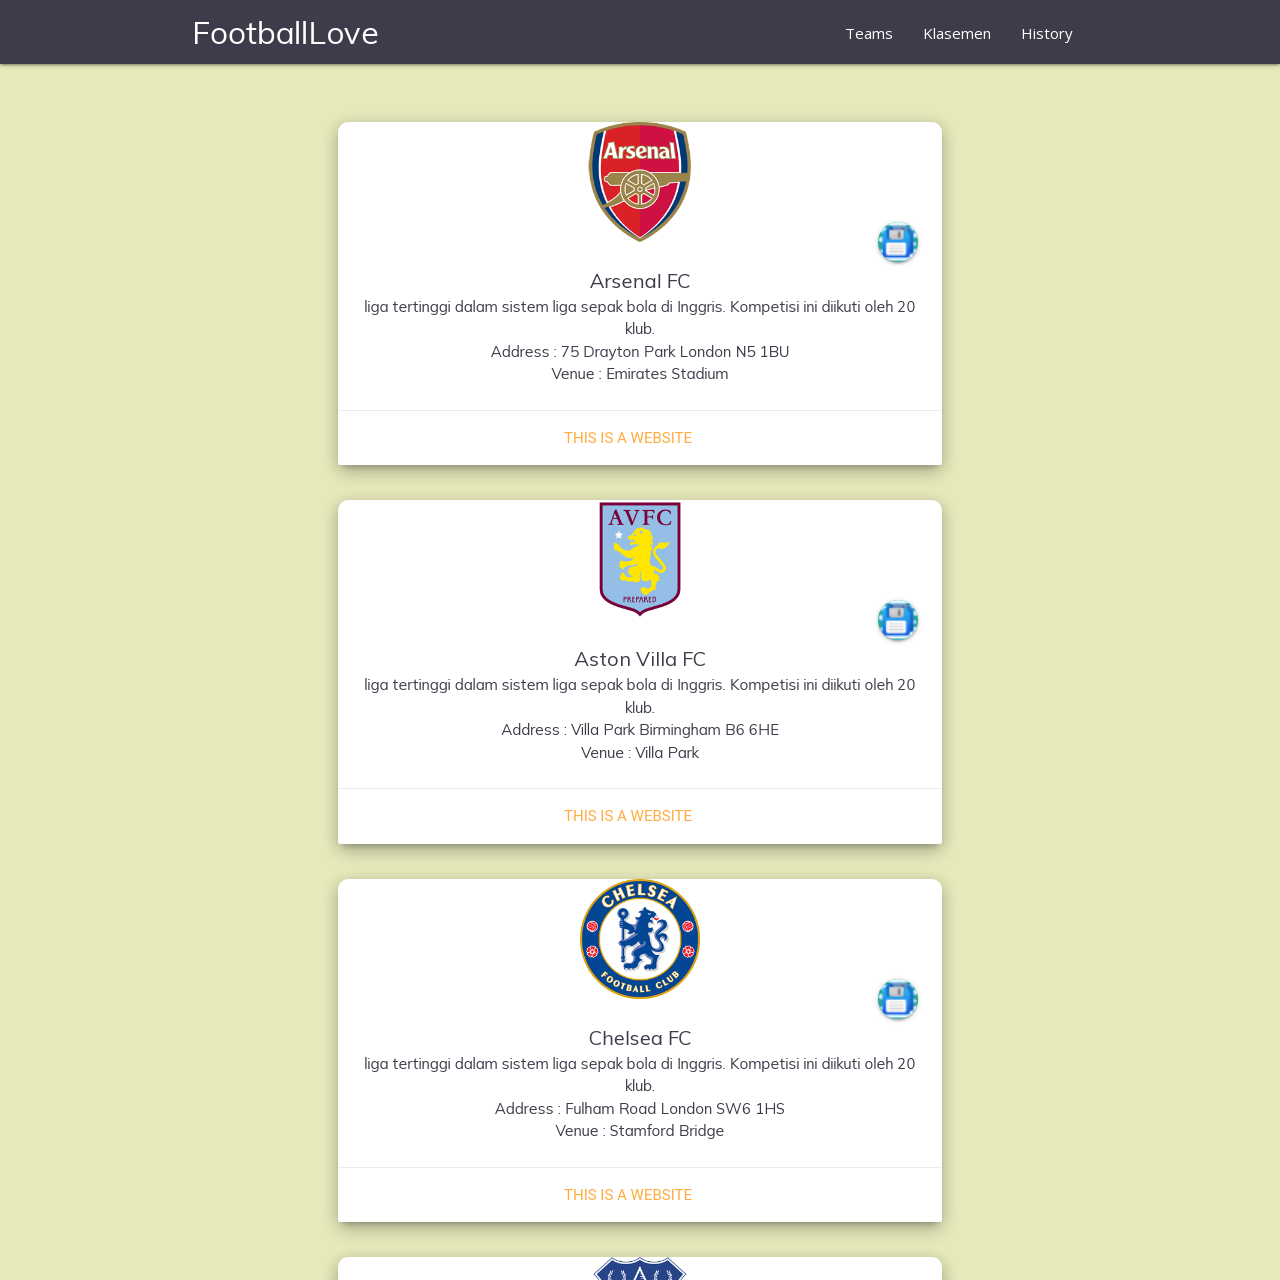 FootballLove
Teams
Klasemen
History
Arsenal
Arsenal FC
liga tertinggi dalam sistem liga sepak bola di Inggris. Kompetisi ini diikuti oleh 20
klub.
Address : 75 Drayton Park London N5 1BU
Venue : Emirates Stadium
THIS IS A WEBSITE
AVFC
PREPARED
Aston Villa FC
liga tertinggi dalam sistem liga sepak bola di Inggris. Kompetisi ini diikuti oleh 20
klub.
Address : Villa Park Birmingham B6 6HE
Venue : Villa Park
THIS IS A WEBSITE
CHELSEA
FOOTBALL CLUB
Chelsea FC
liga tertinggi dalam sistem liga sepak bola di Inggris. Kompetisi ini diikuti oleh 20
klub.
Address : Fulham Road London SW6 1HS
Venue : Stamford Bridge
THIS IS A WEBSITE